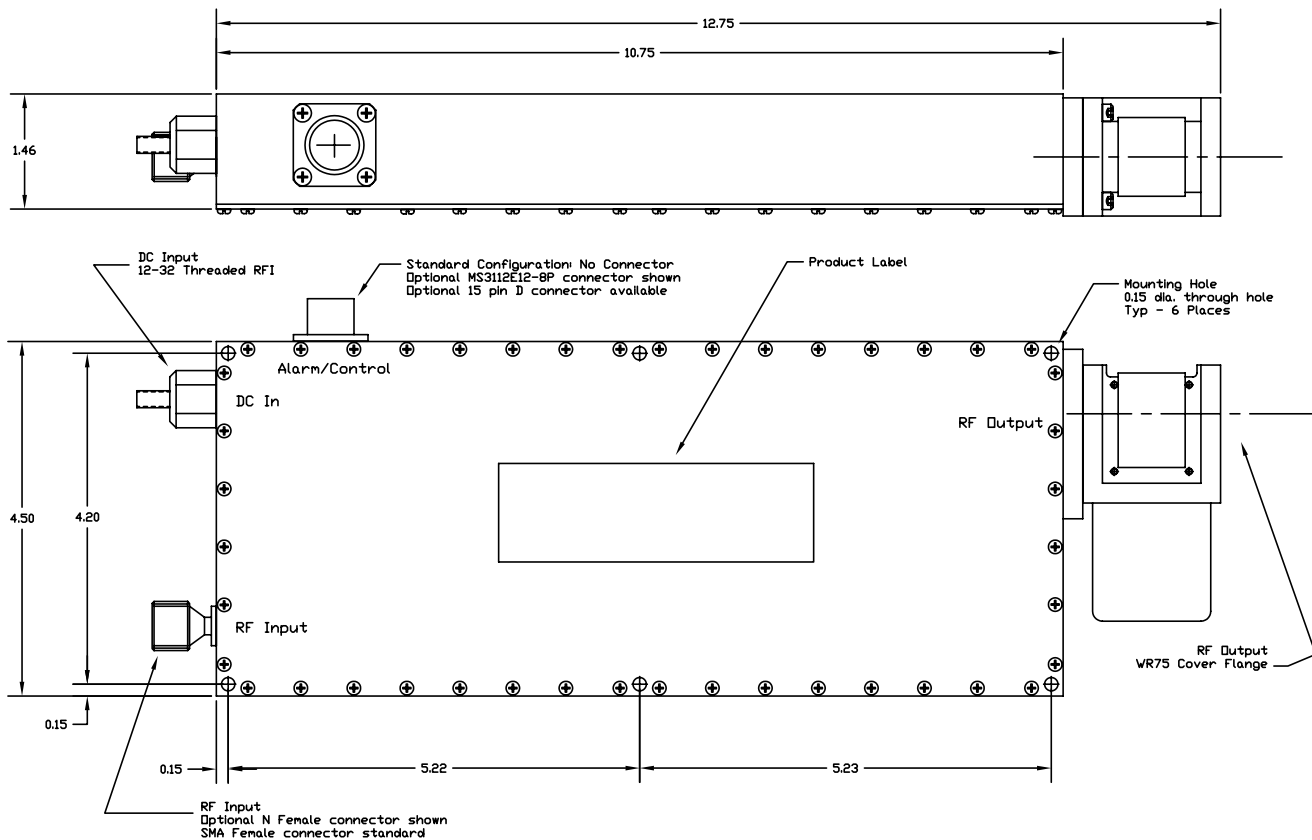 12.75
10.75
1.46
DC Input
12-32 Threaded RFI
Standard Configuration: No Connector
Optional MS3112E12-8P connector shown
Optional 15 pin D connector available
Product Label
Mounting Hole
0.15 dia. through hole
Typ - 6 Places
Alarm/Control
DC In
RF Output
4.50
4.20
RF Input
RF Output
WR75 Cover Flange
0.15
0.15
5.22
5.23
RF Input
Optional N Female connector shown
SMA Female connector standard